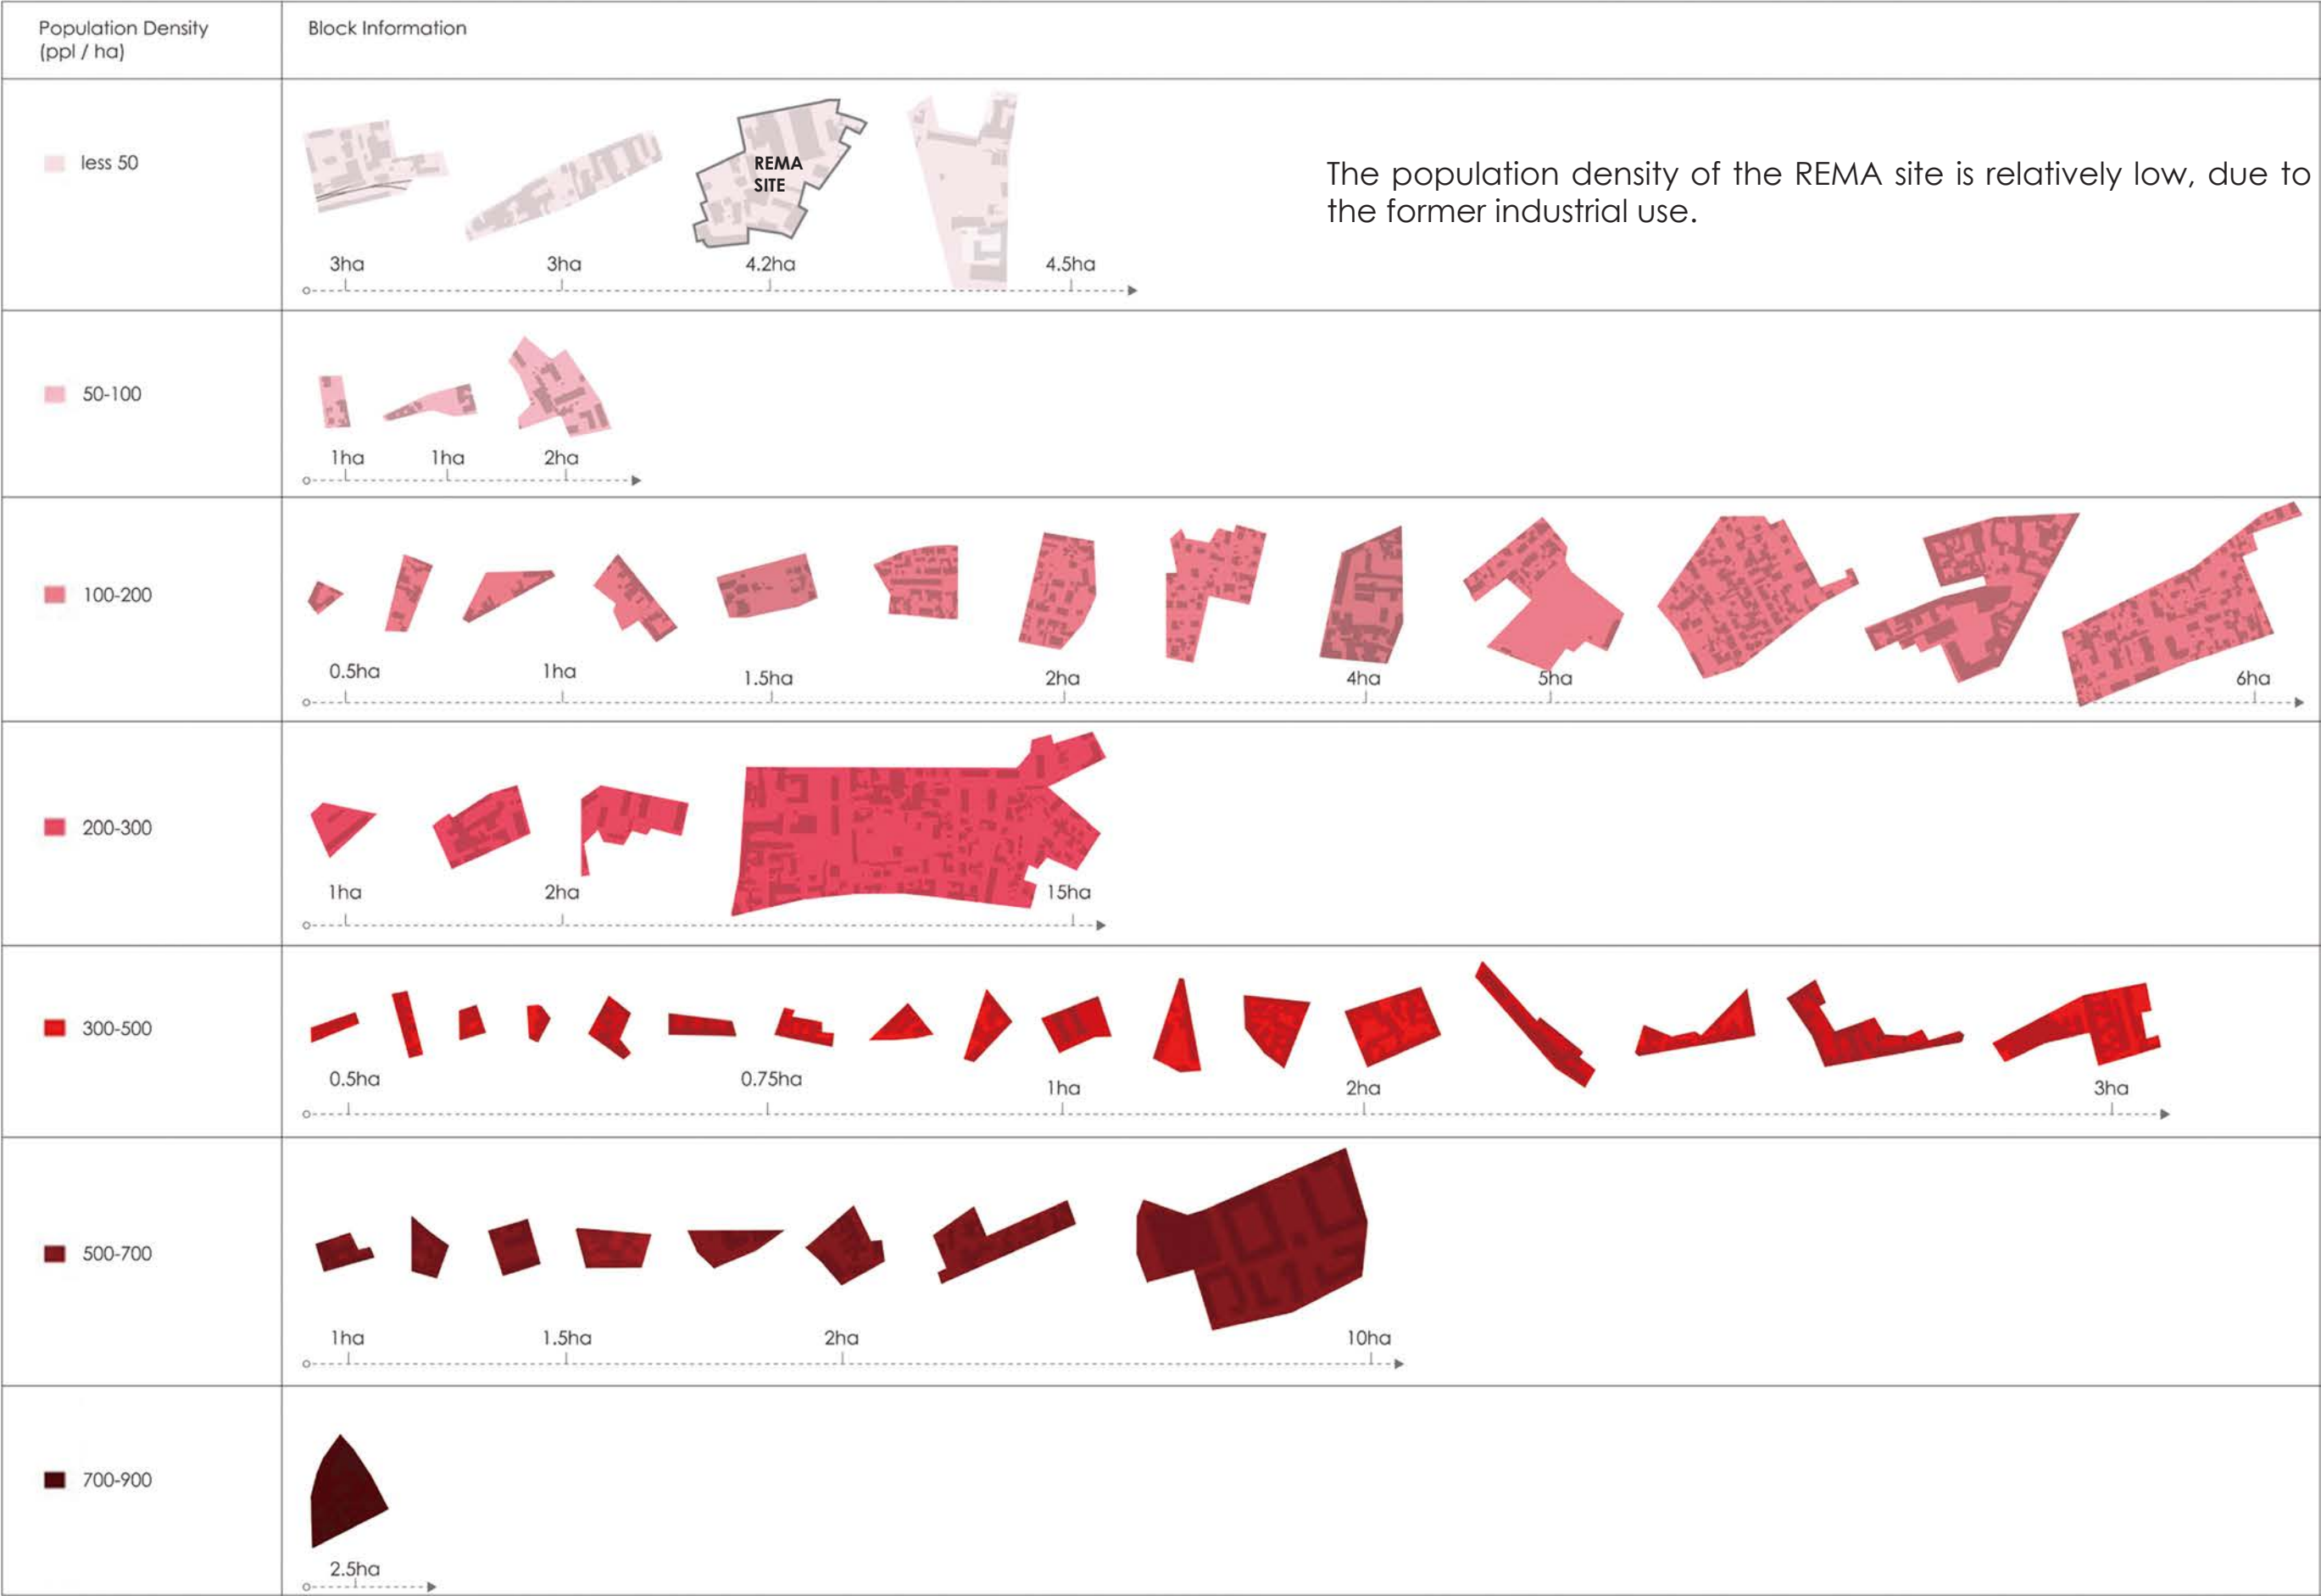 Population Density
(ppl / ha)
Block Information
less 50
REMA
SITE
The population density of the REMA site is relatively low, due to
the former industrial use.
3ha 3ha 4.2ha 4.5ha
50-100
1ha 1ha 2ha
100-200
0.5ha 1ha 1.5ha 2ha 4ha 5ha 6ha
200-300
1ha 2ha 15ha
300-500
0.5ha 0.75ha 1ha 2ha 3ha
500-700
1ha 1.5ha 2ha 10ha
700-900
2.5ha